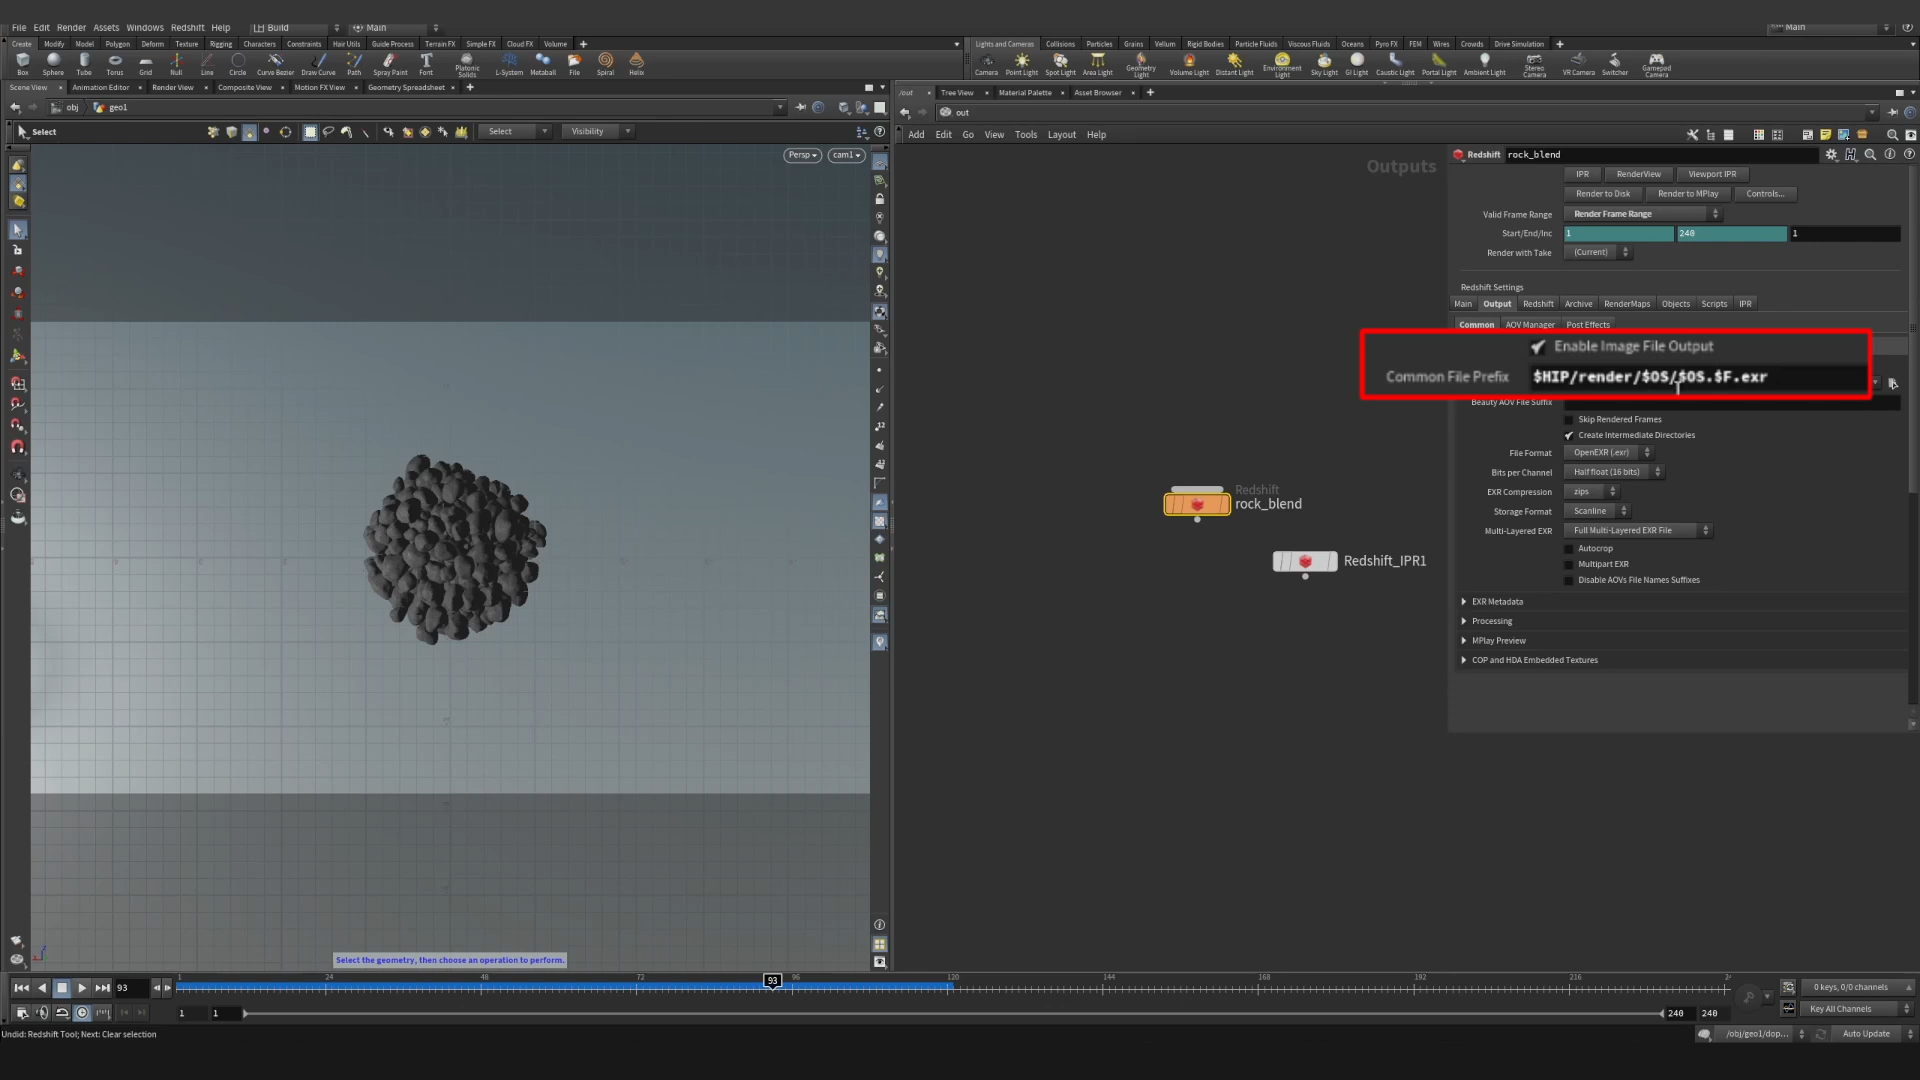 File Edit Render Assets Windows Redshift Help Build Main Main
Create Modify Model Polygon Deform Texture Rigging Characters Constraints Hair Utils Guide Process Terrain FX Simple FX Cloud FX Volume
Lights and Cameras Collisions Particles Grains Vellum Rigid Bodies Particle Fluids Viscous Fluids Oceans Pyro FX FEM Wires Crowds Drive Simulation
Box Sphere Tube Torus Grid Null Line Circle Curve Bezier Draw Curve Path Spray Paint Font Platonic Solids L-System Metaball File Spiral Helix
Camera Point Light Spot Light Area Light Geometry Light Volume Light Distant Light Environment Light Sky Light GI Light Caustic Light Portal Light Ambient Light Stereo Camera VR Camera Switcher Gamepad Camera
Scene View Animation Editor Render View Composite View Motion FX View Geometry Spreadsheet
/out Tree View Material Palette Asset Browser
obj geo1
out
Select Select Visibility
Add Edit Go View Tools Layout Help
Persp cam1
Outputs
Redshift rock_blend
IPR RenderView Viewport IPR
Render to Disk Render to MPlay Controls...
Valid Frame Range Render Frame Range
Start/End/Inc 1 240 1
Render with Take (Current)
Redshift Settings
Main Output Redshift Archive RenderMaps Objects Scripts IPR
Common AOV Manager Post Effects
Enable Image File Output
Common File Prefix $HIP/render/$OS/$OS.$F.exr
Beauty AOV File Suffix
Skip Rendered Frames
Create Intermediate Directories
File Format OpenEXR (.exr)
Bits per Channel Half float (16 bits)
EXR Compression zips
Storage Format Scanline
Multi-Layered EXR Full Multi-Layered EXR File
Autocrop
Multipart EXR
Disable AOVs File Names Suffixes
EXR Metadata
Processing
MPlay Preview
COP and HDA Embedded Textures
Redshift
rock_blend
Redshift_IPR1
Select the geometry, then choose an operation to perform.
1 24 48 72 93 96 120 144 168 192 216
93
0 keys, 0/0 channels
1 1 240 240
Key All Channels
Undid: Redshift Tool; Next: Clear selection
/obj/geo1/dop... Auto Update